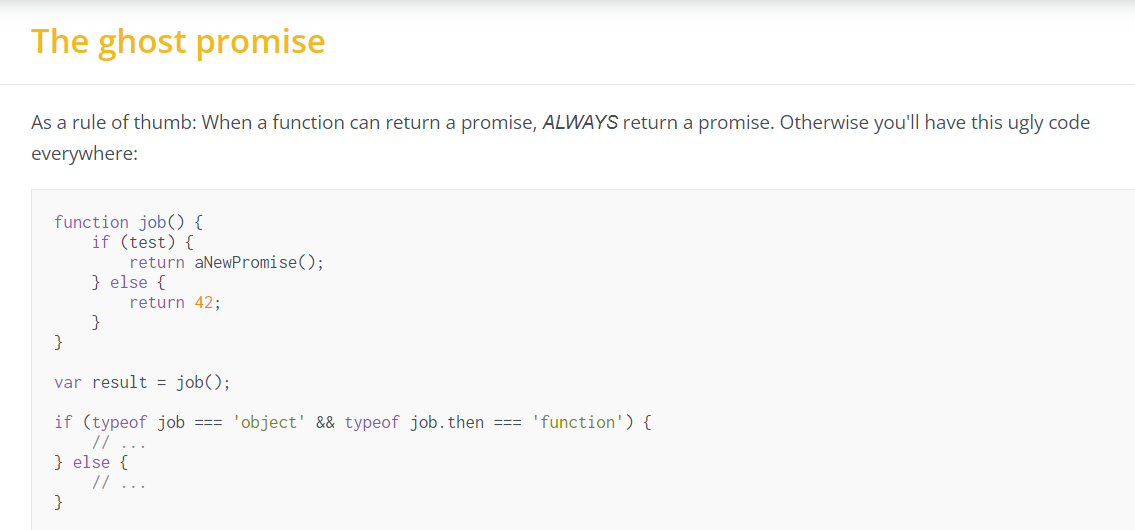 The ghost promise
As a rule of thumb: When a function can return a promise, ALWAYS return a promise. Otherwise you'll have this ugly code
everywhere:
function job() {
    if (test) {
        return aNewPromise();
    } else {
        return 42;
    }
}
var result = job();
if (typeof job === 'object' && typeof job.then === 'function') {
    // ...
} else {
    // ...
}